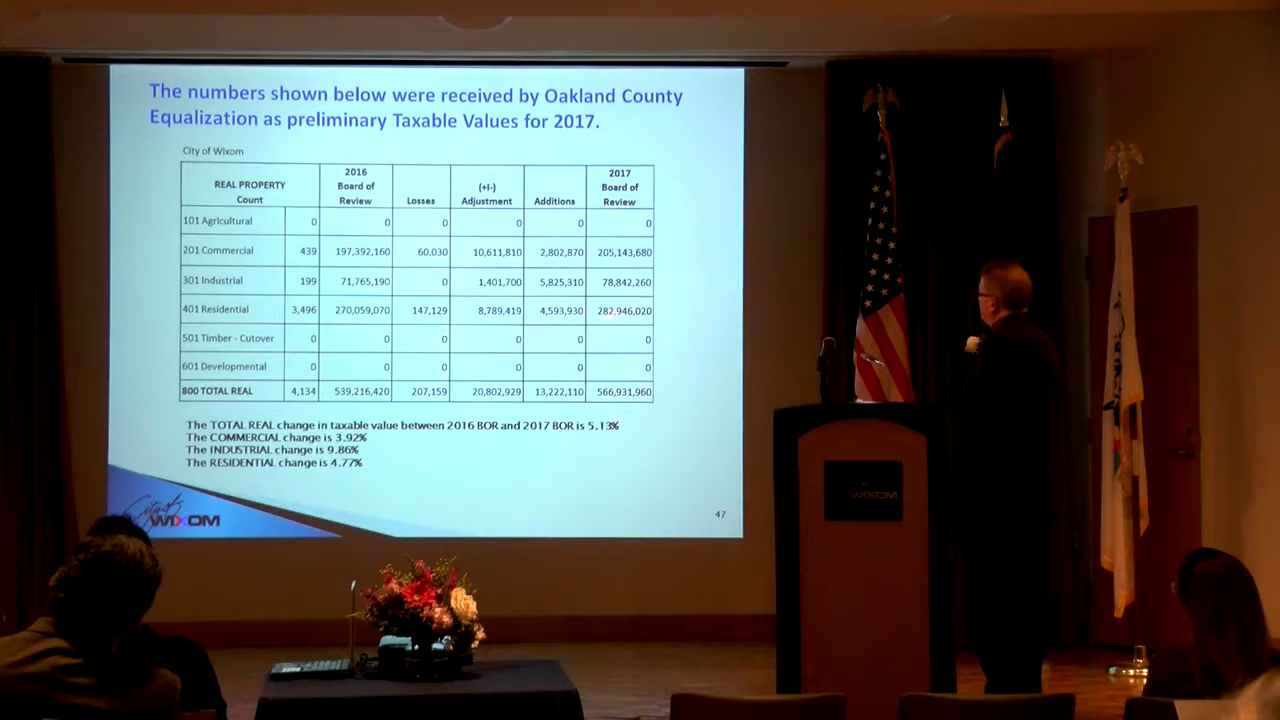 The numbers shown below were received by Oakland County
Equalization as preliminary Taxable Values for 2017.
City of Wixom
REAL PROPERTY Count 2016 Board of Review Losses (+I-) Adjustment Additions 2017 Board of Review
101 Agricultural 0 0 0 0 0 0
201 Commercial 439 197,392,160 60,030 10,611,810 2,802,870 205,143,680
301 Industrial 199 71,765,190 0 1,401,700 5,825,310 78,842,260
401 Residential 3,496 270,059,070 147,129 8,789,419 4,593,930 282,946,020
501 Timber - Cutover 0 0 0 0 0 0
601 Developmental 0 0 0 0 0 0
800 TOTAL REAL 4,134 539,216,420 207,159 20,802,929 13,222,110 566,931,960
The TOTAL REAL change in taxable value between 2016 BOR and 2017 BOR is 5.13%
The COMMERCIAL change is 3.92%
The INDUSTRIAL change is 9.86%
The RESIDENTIAL change is 4.77%
City of
WIXOM
47
WIXOM